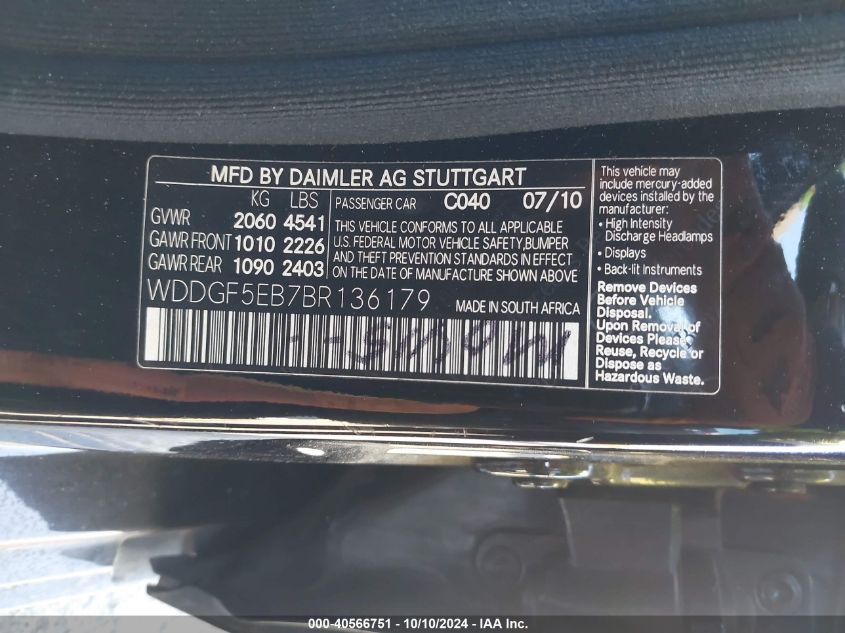 MFD BY DAIMLER AG STUTTGART
KG LBS
GVWR 2060 4541
GAWR FRONT 1010 2226
GAWR REAR 1090 2403
PASSENGER CAR C040 07/10
THIS VEHICLE CONFORMS TO ALL APPLICABLE
U.S. FEDERAL MOTOR VEHICLE SAFETY,BUMPER
AND THEFT PREVENTION STANDARDS IN EFFECT
ON THE DATE OF MANUFACTURE SHOWN ABOVE
WDDGF5EB7BR136179 MADE IN SOUTH AFRICA
This vehicle may
include mercury-added
devices installed by the
manufacturer:
• High Intensity
Discharge Headlamps
• Displays
• Back-lit Instruments
Remove Devices
Before Vehicle
Disposal.
Upon Removal of
Devices Please
Reuse, Recycle or
Dispose as
Hazardous Waste.
000-40566751 - 10/10/2024 - IAA Inc.